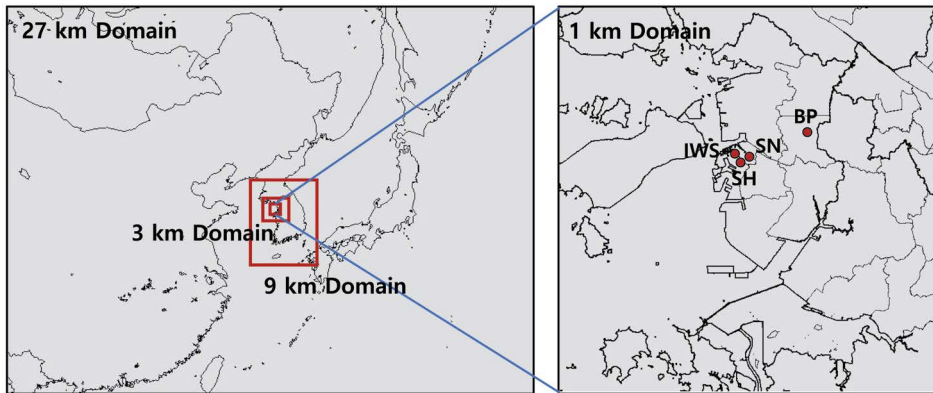 27 km Domain
3 km Domain
9 km Domain
1 km Domain
BP
IWS
SN
SH